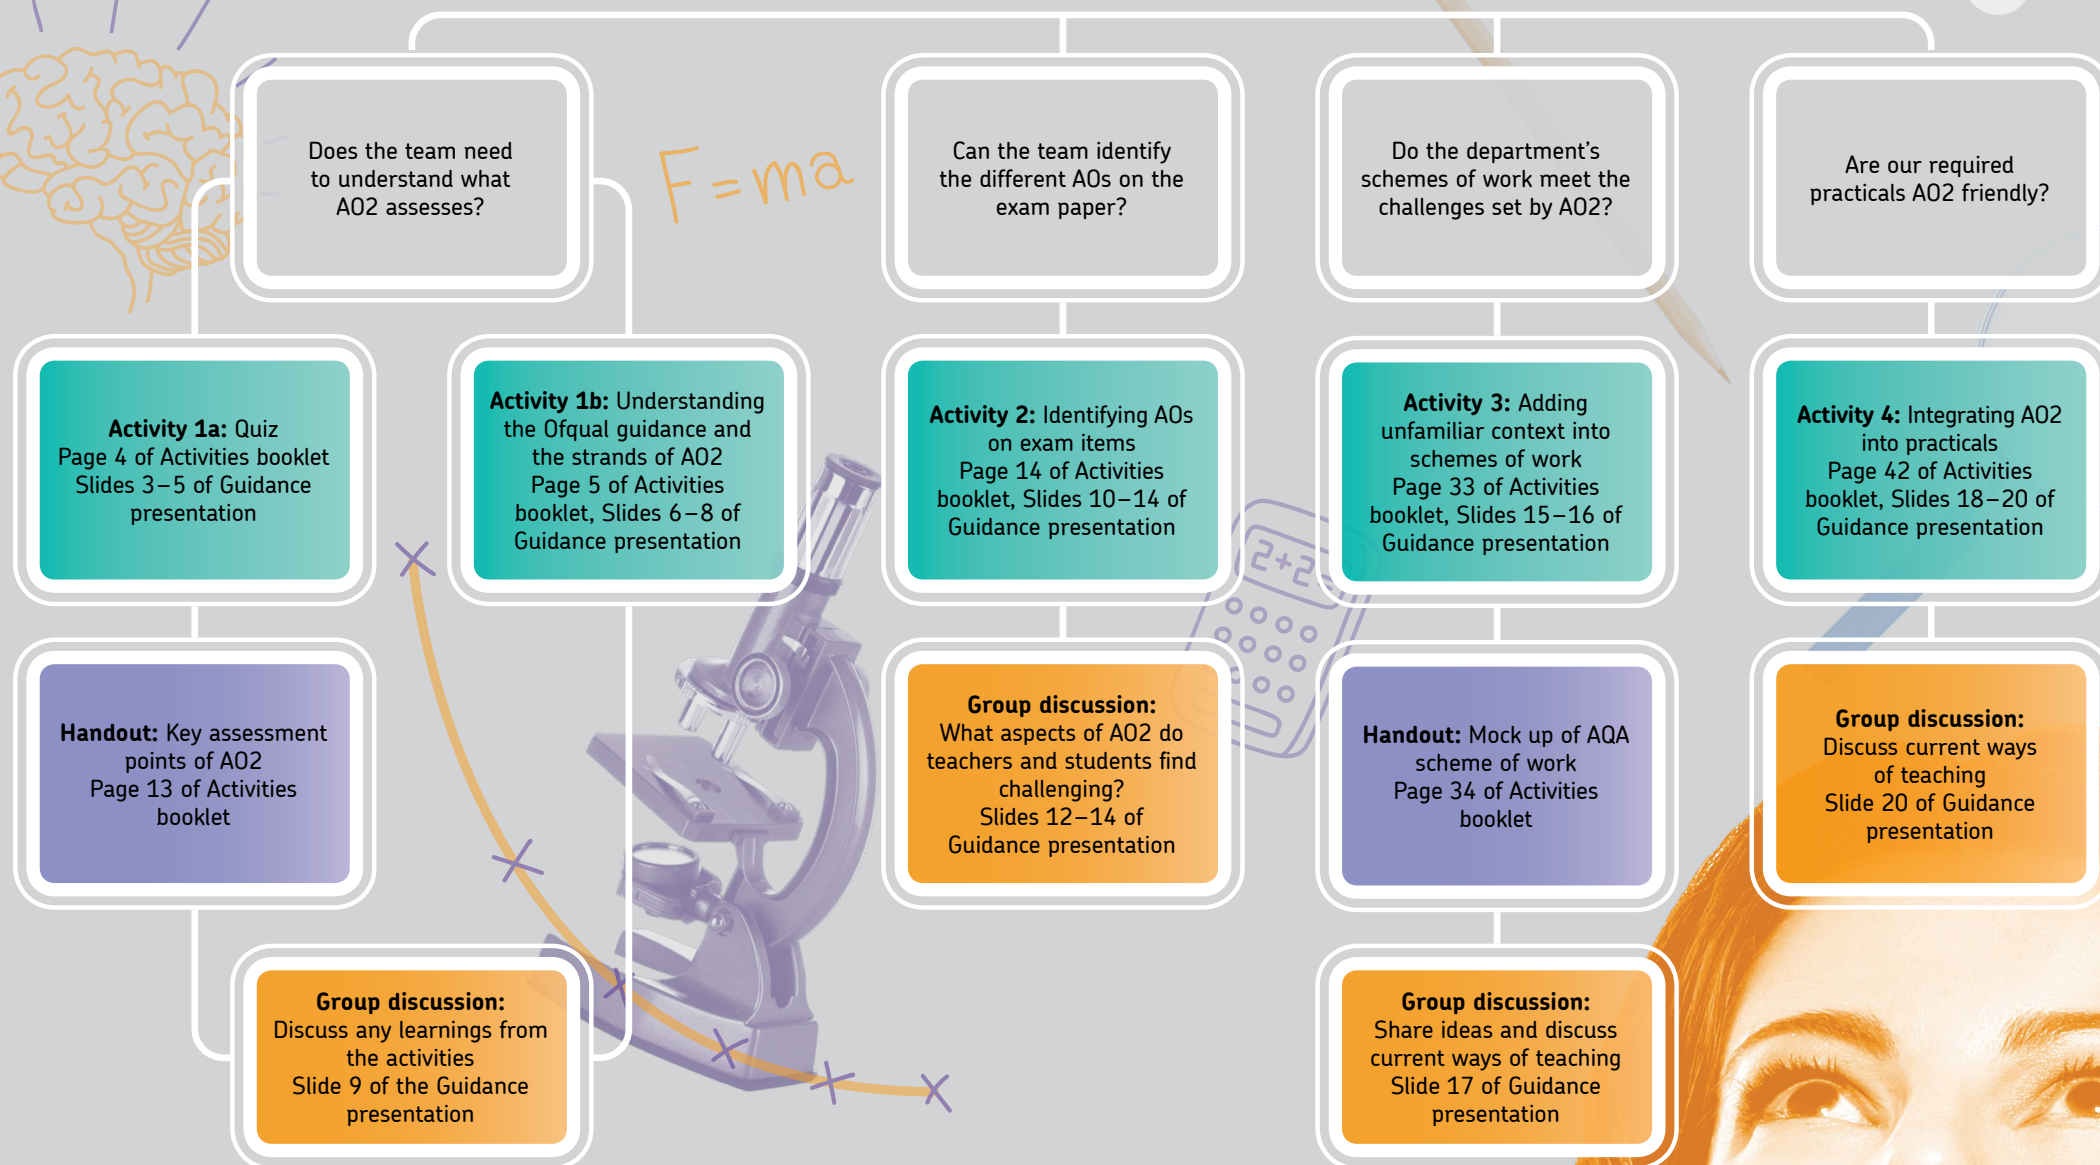 Does the team need
to understand what
AO2 assesses?
F=ma
Can the team identify
the different AOs on the
exam paper?
Do the department's
schemes of work meet the
challenges set by AO2?
Are our required
practicals AO2 friendly?
Activity 1a: Quiz
Page 4 of Activities booklet
Slides 3–5 of Guidance
presentation
Activity 1b: Understanding
the Ofqual guidance and
the strands of AO2
Page 5 of Activities
booklet, Slides 6–8 of
Guidance presentation
Activity 2: Identifying AOs
on exam items
Page 14 of Activities
booklet, Slides 10–14 of
Guidance presentation
2+2=
Activity 3: Adding
unfamiliar context into
schemes of work
Page 33 of Activities
booklet, Slides 15–16 of
Guidance presentation
Activity 4: Integrating AO2
into practicals
Page 42 of Activities
booklet, Slides 18–20 of
Guidance presentation
Handout: Key assessment
points of AO2
Page 13 of Activities
booklet
Group discussion:
What aspects of AO2 do
teachers and students find
challenging?
Slides 12–14 of
Guidance presentation
Handout: Mock up of AQA
scheme of work
Page 34 of Activities
booklet
Group discussion:
Discuss current ways
of teaching
Slide 20 of Guidance
presentation
Group discussion:
Discuss any learnings from
the activities
Slide 9 of the Guidance
presentation
Group discussion:
Share ideas and discuss
current ways of teaching
Slide 17 of Guidance
presentation